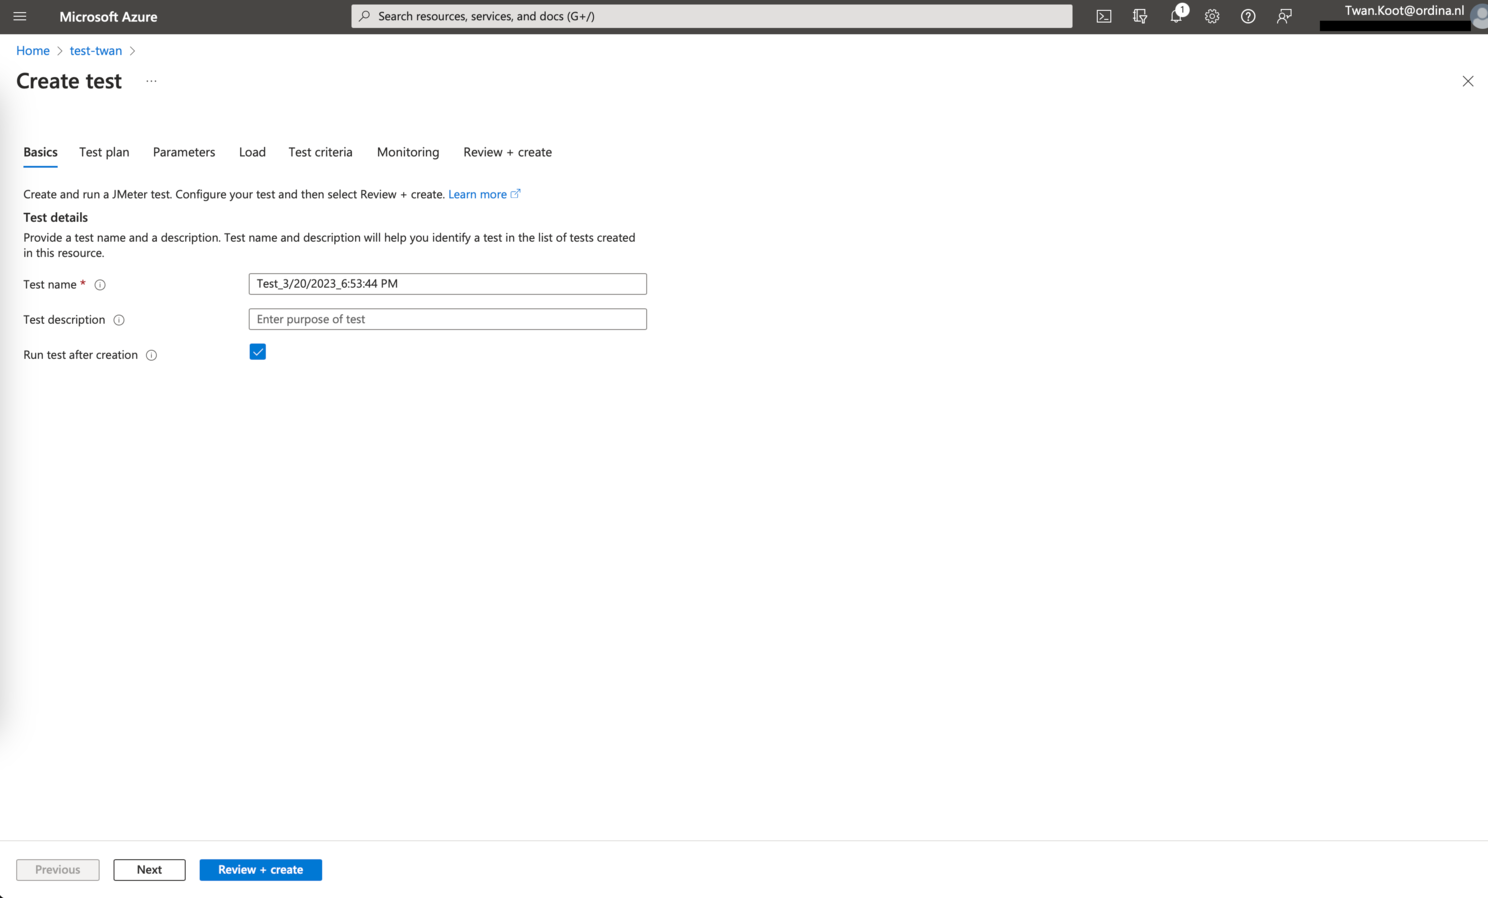 Microsoft Azure
Search resources, services, and docs (G+/)
1
Twan.Koot@ordina.nl
Home > test-twan >
Create test ...
Basics Test plan Parameters Load Test criteria Monitoring Review + create
Create and run a JMeter test. Configure your test and then select Review + create. Learn more
Test details
Provide a test name and a description. Test name and description will help you identify a test in the list of tests created
in this resource.
Test name * Test_3/20/2023_6:53:44 PM
Test description Enter purpose of test
Run test after creation
Previous Next Review + create